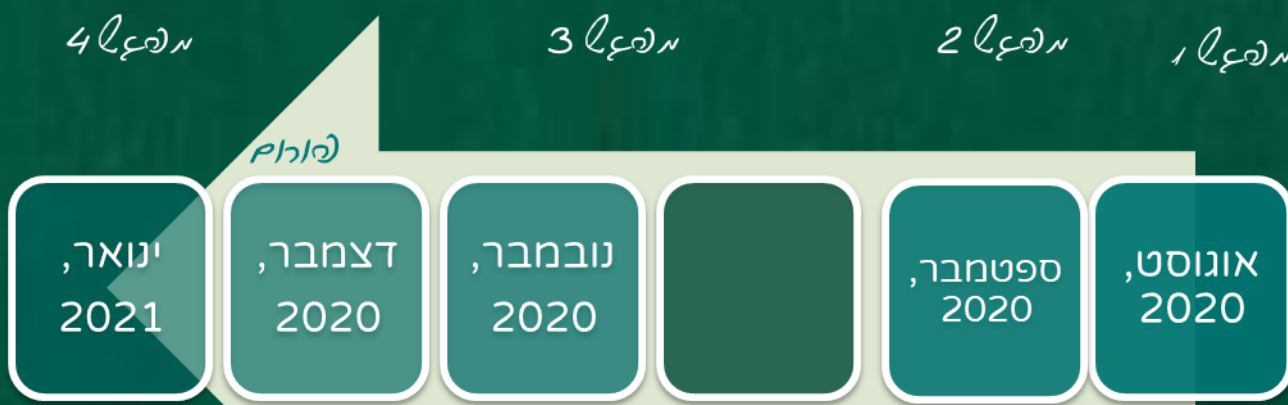 מפגש 1
מפגש 2
מפגש 3
מפגש 4
פורום
אוגוסט,
2020
ספטמבר,
2020
נובמבר,
2020
דצמבר,
2020
ינואר,
2021